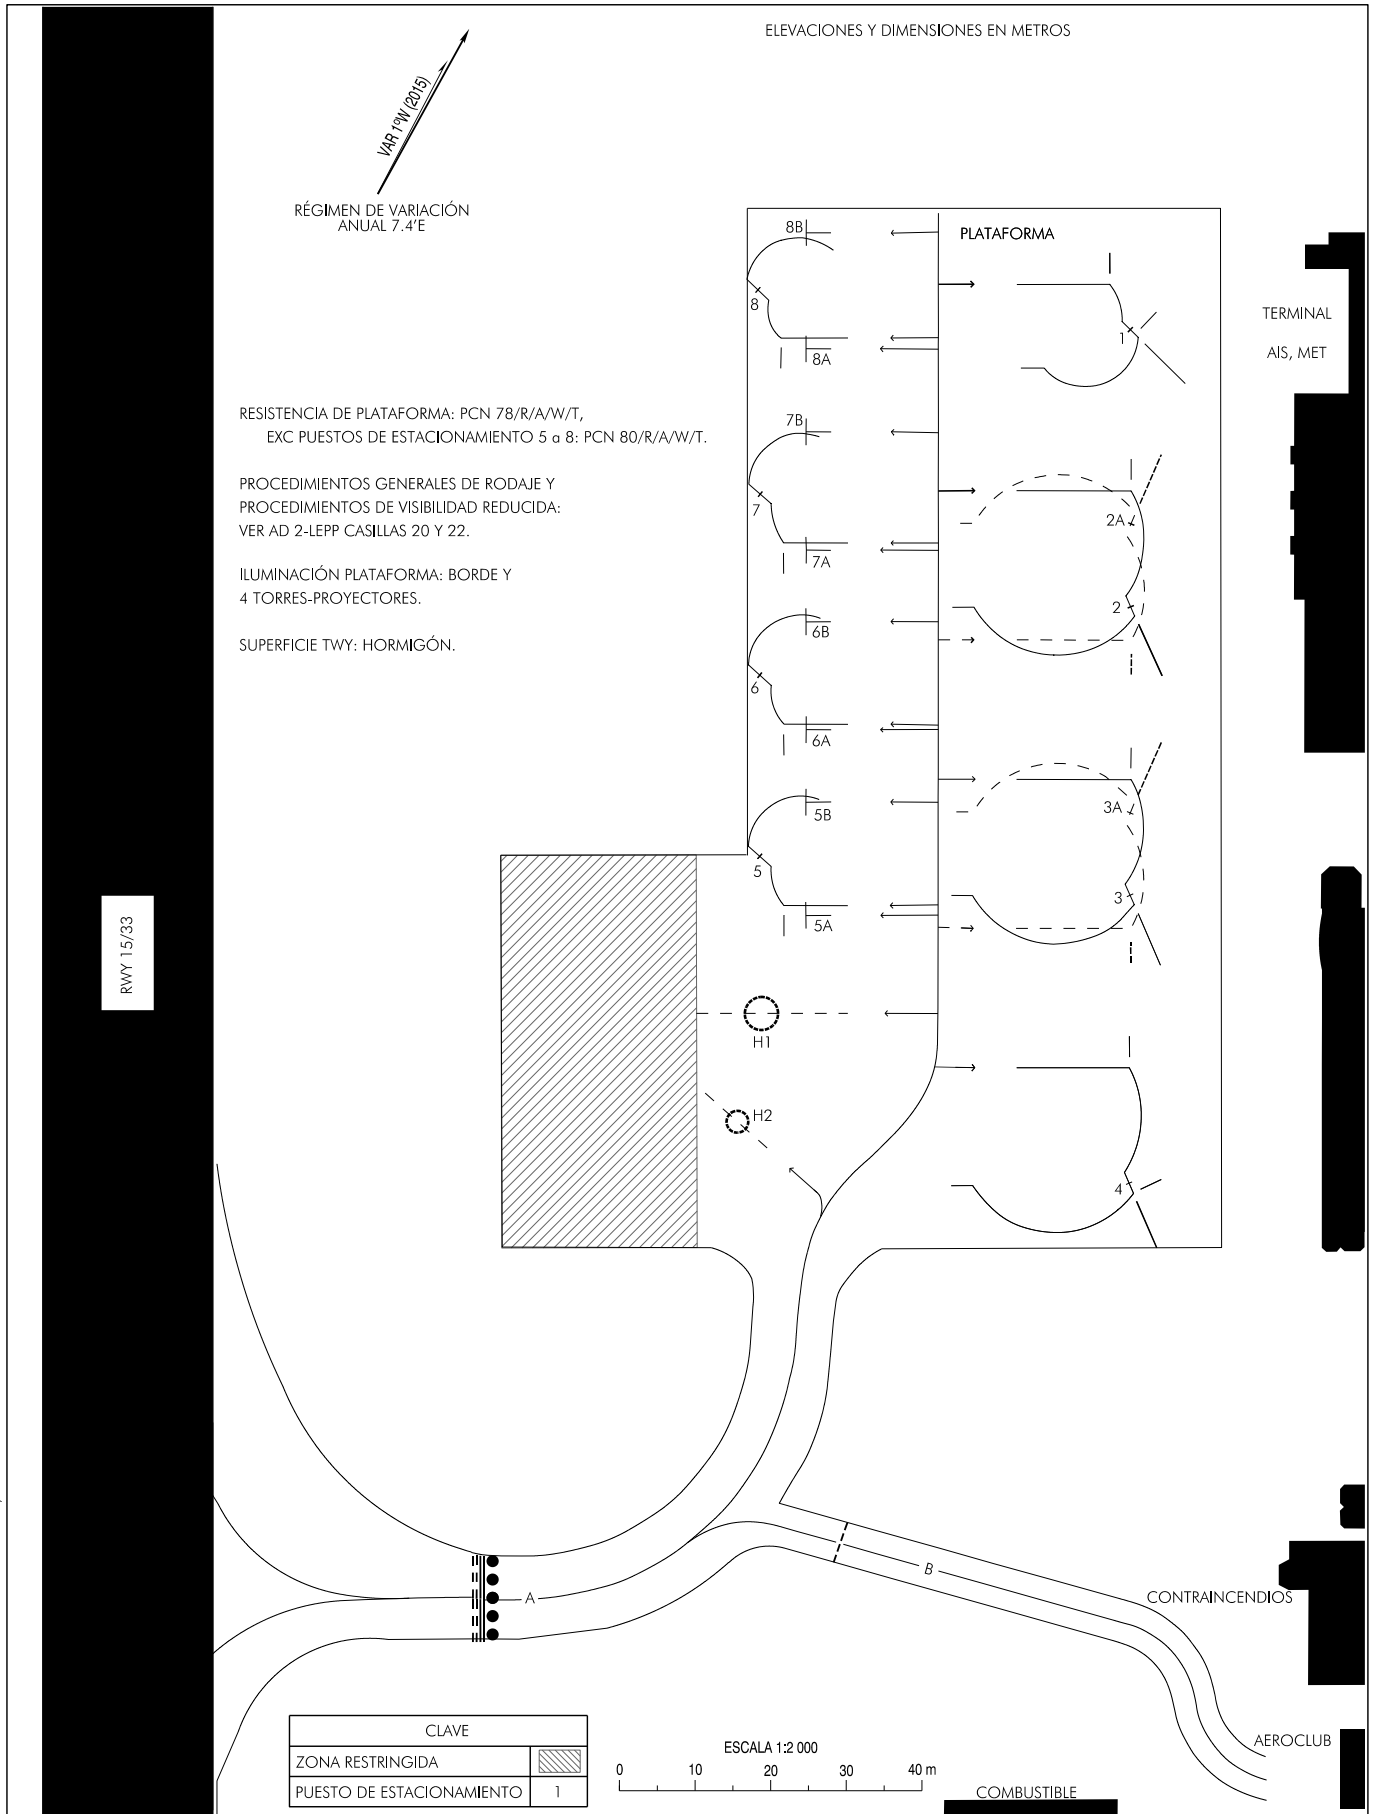 ELEVACIONES Y DIMENSIONES EN METROS
VAR 1ºW (2015)
RÉGIMEN DE VARIACIÓN
ANUAL 7.4'E
PLATAFORMA
8B
8
8A
1
TERMINAL
AIS, MET
RESISTENCIA DE PLATAFORMA: PCN 78/R/A/W/T,
EXC PUESTOS DE ESTACIONAMIENTO 5 a 8: PCN 80/R/A/W/T.
PROCEDIMIENTOS GENERALES DE RODAJE Y
PROCEDIMIENTOS DE VISIBILIDAD REDUCIDA:
VER AD 2-LEPP CASILLAS 20 Y 22.
ILUMINACIÓN PLATAFORMA: BORDE Y
4 TORRES-PROYECTORES.
SUPERFICIE TWY: HORMIGÓN.
7B
7
7A
2A
2
6B
6
6A
5B
5
5A
3A
3
RWY 15/33
H1
H2
4
A
B
CONTRAINCENDIOS
AEROCLUB
COMBUSTIBLE
CLAVE
ZONA RESTRINGIDA
PUESTO DE ESTACIONAMIENTO 1
ESCALA 1:2 000
0 10 20 30 40 m